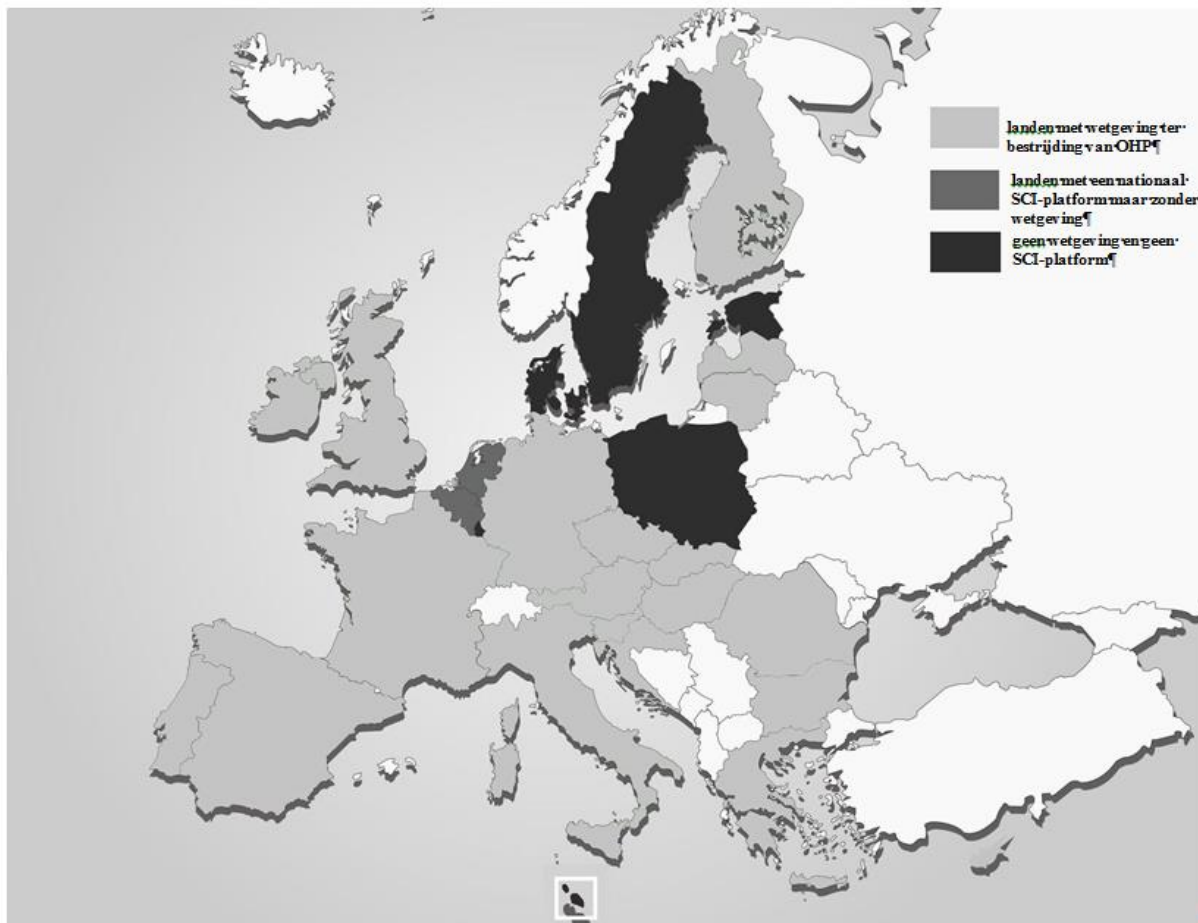 landen·met·wetgeving·ter·
bestrijding·van·OHP¶
landen·met·een·nationaal·
SCI-platform·maar·zonder·
wetgeving¶
geen·wetgeving·en·geen·
SCI-platform¶